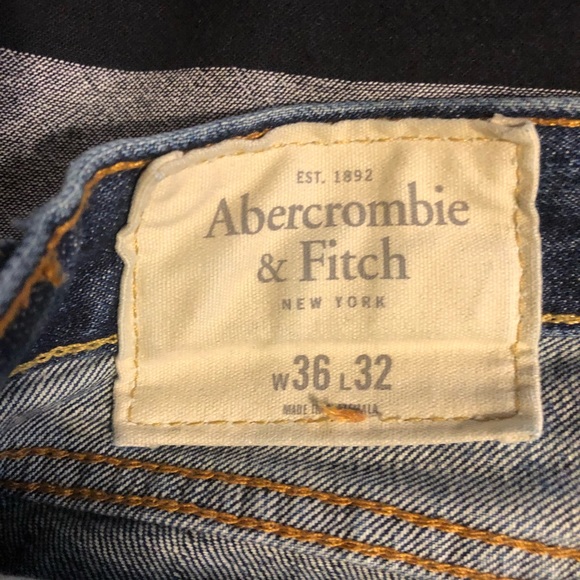 EST. 1892
Abercrombie
& Fitch
NEW YORK
W36 L32
MADE IN